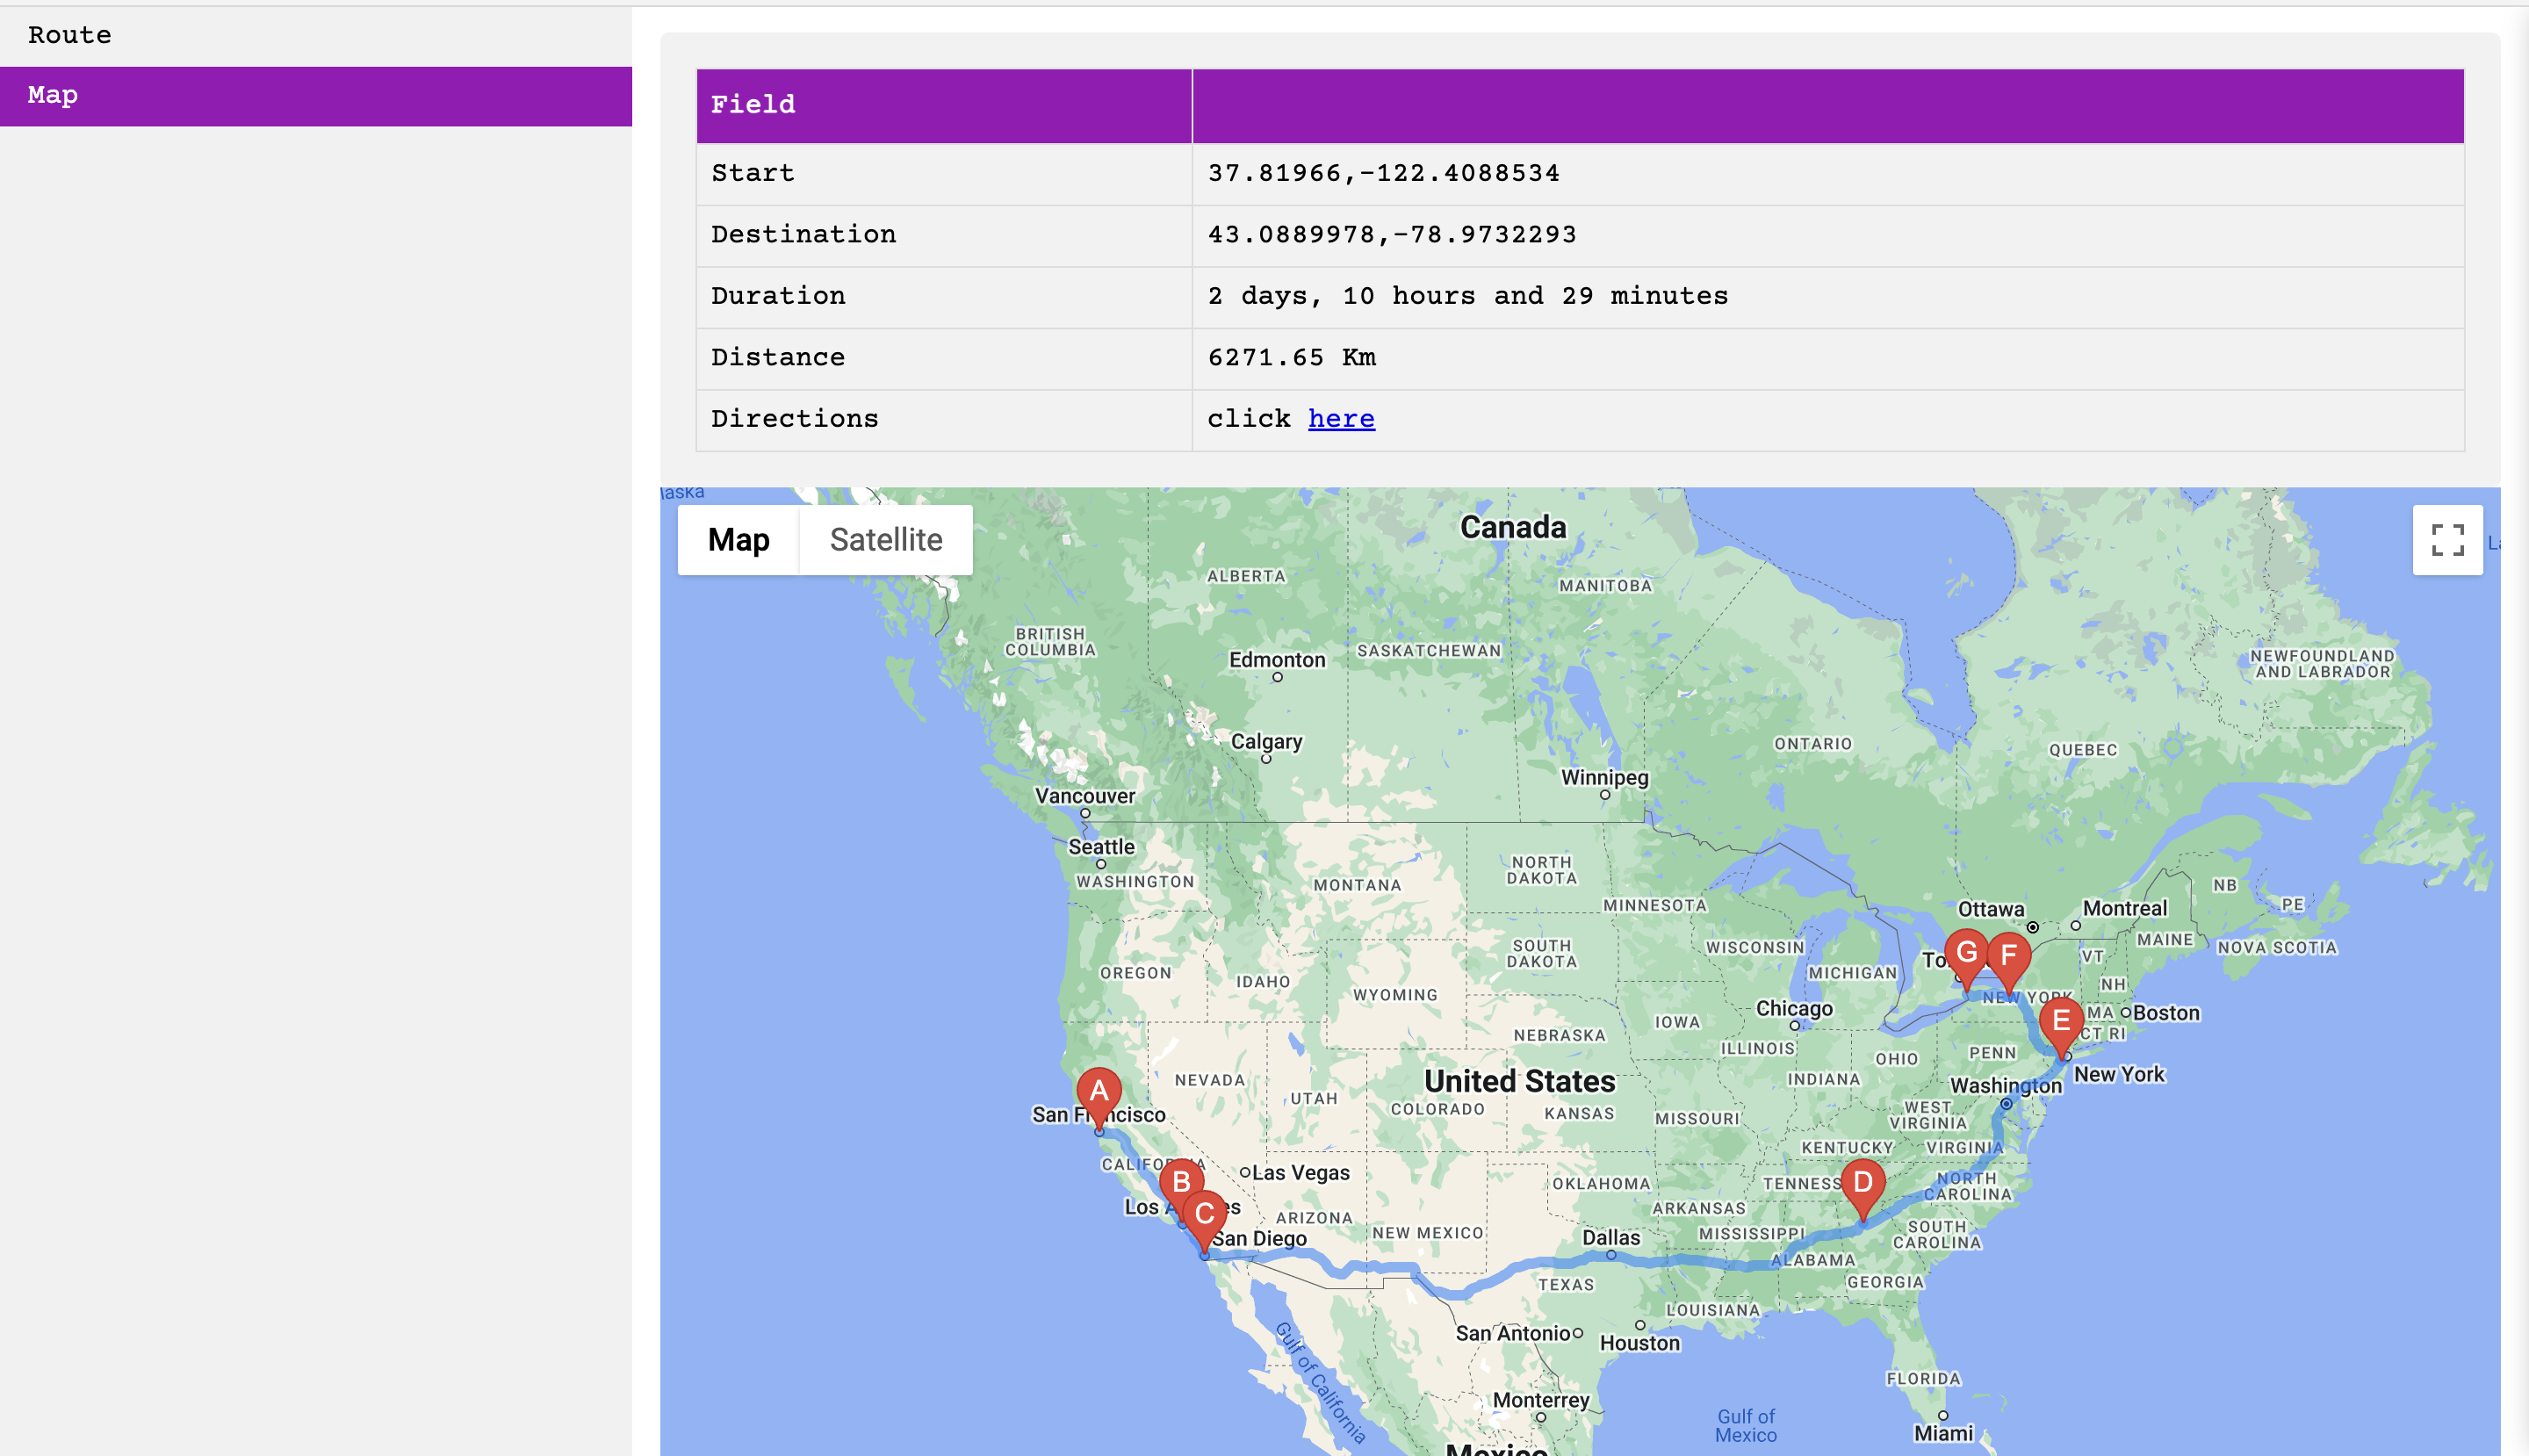 Route
Map
Field
Start 37.81966,-122.4088534
Destination 43.0889978,-78.9732293
Duration 2 days, 10 hours and 29 minutes
Distance 6271.65 Km
Directions click here
laska
Map Satellite
Canada
ALBERTA
MANITOBA
BRITISH
COLUMBIA
Edmonton
SASKATCHEWAN
NEWFOUNDLAND
AND LABRADOR
Calgary
ONTARIO
QUEBEC
Winnipeg
Vancouver
Seattle
WASHINGTON
MONTANA
NORTH
DAKOTA
MINNESOTA
NB
PE
Ottawa
Montreal
MAINE
NOVA SCOTIA
SOUTH
DAKOTA
WISCONSIN
MICHIGAN
To
G
F
VT
NH
OREGON
IDAHO
WYOMING
NEW YORK
Chicago
E
MA
Boston
CT RI
IOWA
NEBRASKA
ILLINOIS
OHIO
PENN
New York
A
NEVADA
United States
INDIANA
Washington
San Francisco
UTAH
COLORADO
KANSAS
MISSOURI
WEST
VIRGINIA
KENTUCKY
VIRGINIA
CALIFORNIA
Las Vegas
B
OKLAHOMA
TENNESS
D
NORTH
CAROLINA
Los A es
C
ARIZONA
ARKANSAS
San Diego
NEW MEXICO
Dallas
MISSISSIPPI
SOUTH
CAROLINA
ALABAMA
TEXAS
GEORGIA
LOUISIANA
San Antonio
Houston
Gulf of California
FLORIDA
Monterrey
Gulf of
Mexico
Miami
Mexico